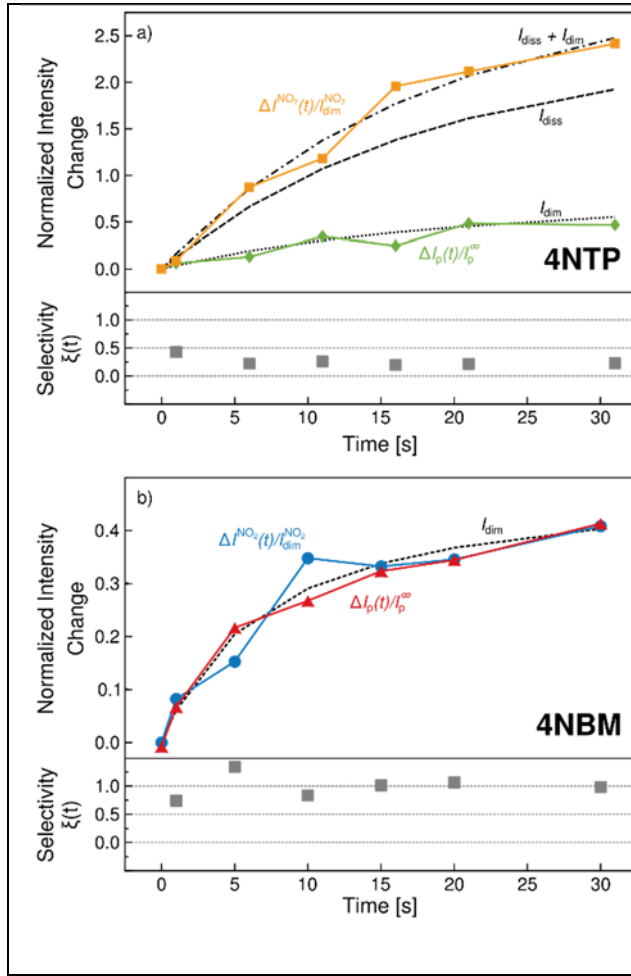 a)
2.5
2.0
1.5
1.0
0.5
0.0
Normalized Intensity
Change
I_diss + I_dim
ΔI^NO₂(t)/I_dim^NO₂
I_diss
I_dim
ΔI_p(t)/I_p^∞
4NTP
Selectivity
ξ(t)
1.0
0.5
0.0
0 5 10 15 20 25 30
Time [s]
b)
0.4
0.3
0.2
0.1
0.0
Normalized Intensity
Change
ΔI^NO₂(t)/I_dim^NO₂
I_dim
ΔI_p(t)/I_p^∞
4NBM
Selectivity
ξ(t)
1.0
0.5
0.0
0 5 10 15 20 25 30
Time [s]